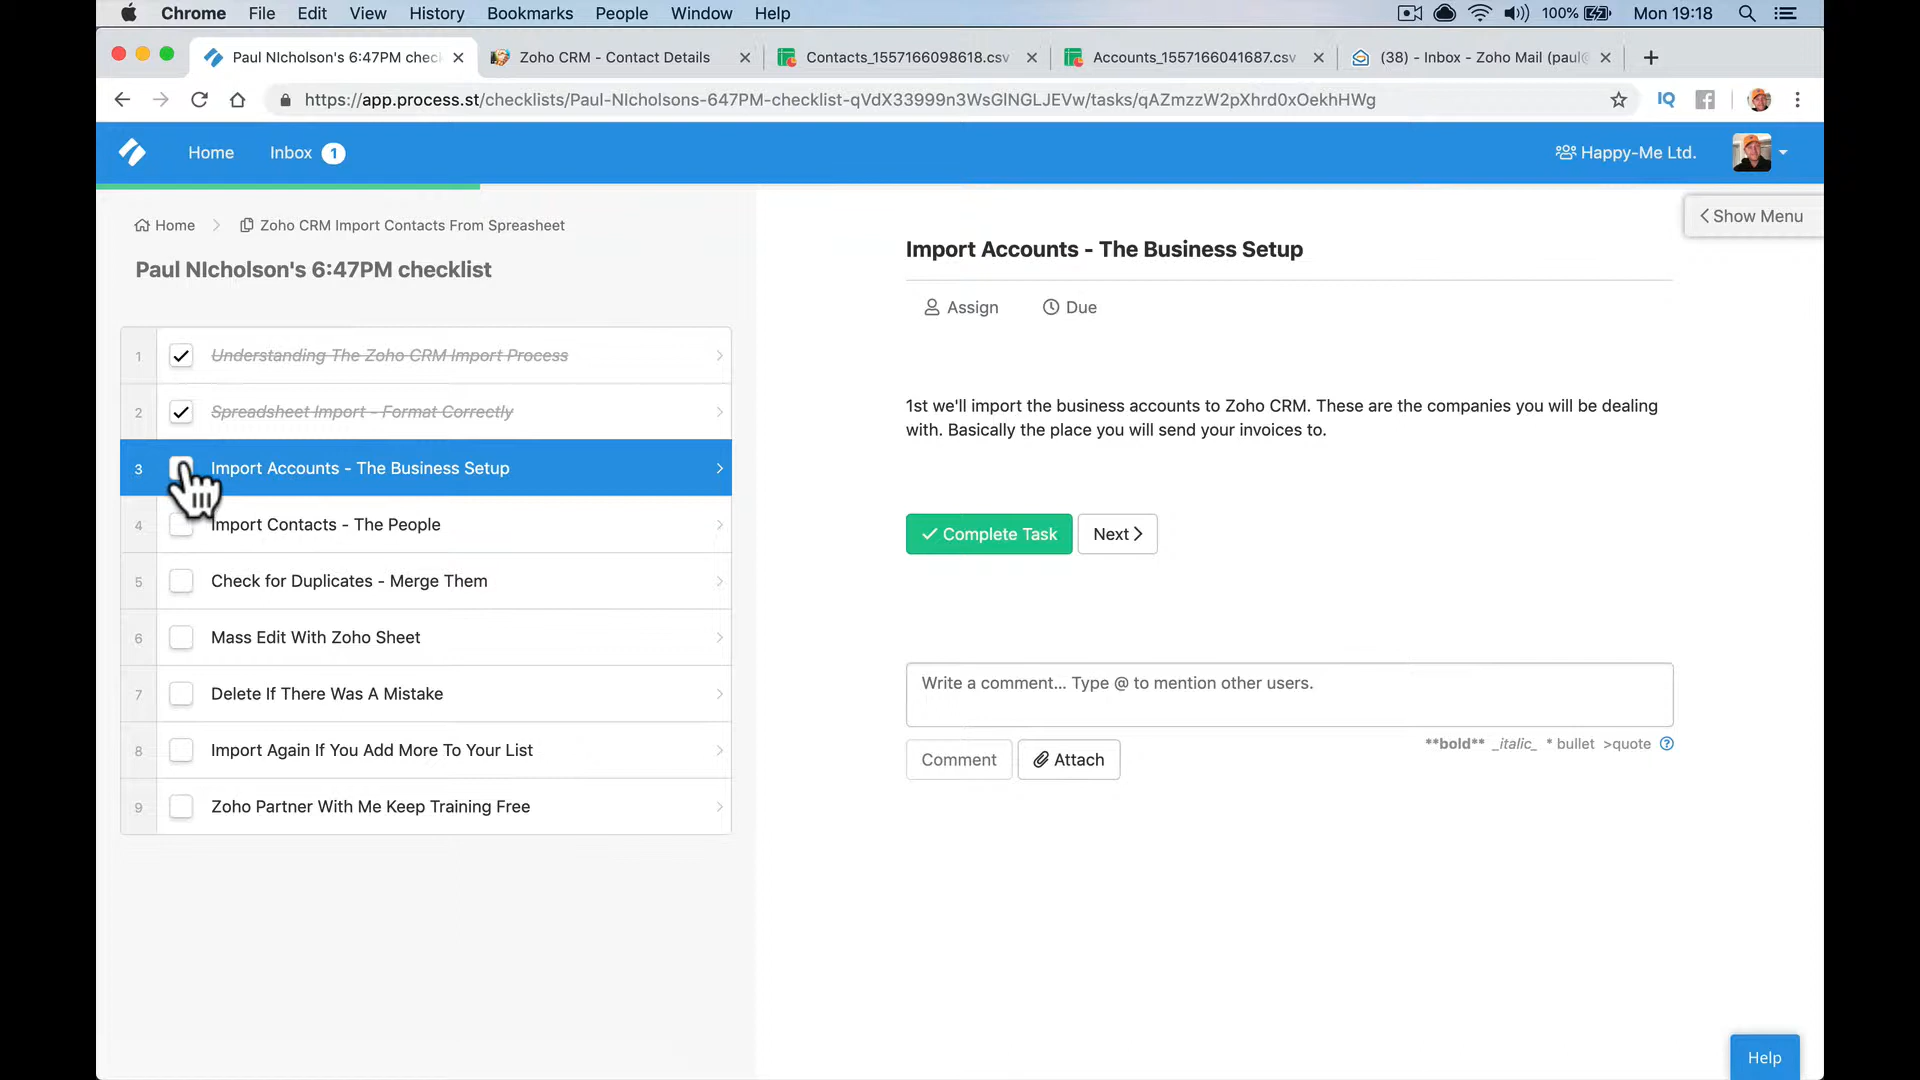 Chrome File Edit View History Bookmarks People Window Help 100% Mon 19:18
Paul NIcholson's 6:47PM chec Zoho CRM - Contact Details Contacts_1557166098618.csv Accounts_1557166041687.csv (38) - Inbox - Zoho Mail (paul@
https://app.process.st/checklists/Paul-NIcholsons-647PM-checklist-qVdX33999n3WsGlNGLJEVw/tasks/qAZmzzW2pXhrd0xOekhHWg IQ
Home Inbox 1 Happy-Me Ltd.
Show Menu
Home Zoho CRM Import Contacts From Spreasheet
Paul NIcholson's 6:47PM checklist
1 Understanding The Zoho CRM Import Process
2 Spreadsheet Import - Format Correctly
3 Import Accounts - The Business Setup
4 Import Contacts - The People
5 Check for Duplicates - Merge Them
6 Mass Edit With Zoho Sheet
7 Delete If There Was A Mistake
8 Import Again If You Add More To Your List
9 Zoho Partner With Me Keep Training Free
Import Accounts - The Business Setup
Assign Due
1st we'll import the business accounts to Zoho CRM. These are the companies you will be dealing
with. Basically the place you will send your invoices to.
Complete Task Next
Write a comment... Type @ to mention other users.
**bold** _italic_ * bullet >quote ?
Comment Attach
Help